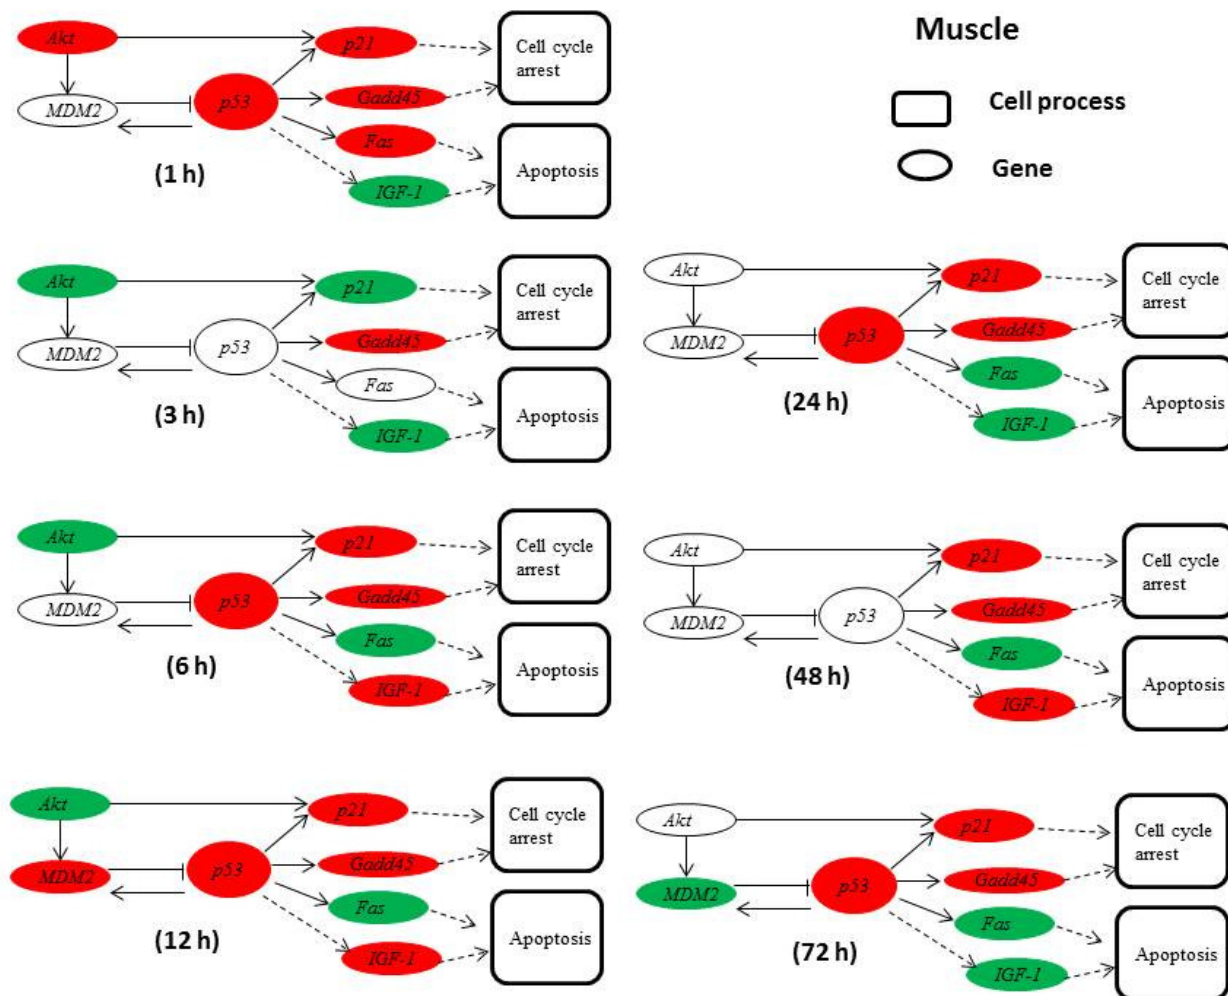 Muscle
Cell process
Gene
Akt
p21
Cell cycle
arrest
MDM2
p53
Gadd45
Fas
Apoptosis
IGF-1
(1 h)
Akt
p21
Cell cycle
arrest
MDM2
p53
Gadd45
Fas
Apoptosis
IGF-1
(3 h)
Akt
p21
Cell cycle
arrest
MDM2
p53
Gadd45
Fas
Apoptosis
IGF-1
(6 h)
Akt
p21
Cell cycle
arrest
MDM2
p53
Gadd45
Fas
Apoptosis
IGF-1
(12 h)
Akt
p21
Cell cycle
arrest
MDM2
p53
Gadd45
Fas
Apoptosis
IGF-1
(24 h)
Akt
p21
Cell cycle
arrest
MDM2
p53
Gadd45
Fas
Apoptosis
IGF-1
(48 h)
Akt
p21
Cell cycle
arrest
MDM2
p53
Gadd45
Fas
Apoptosis
IGF-1
(72 h)